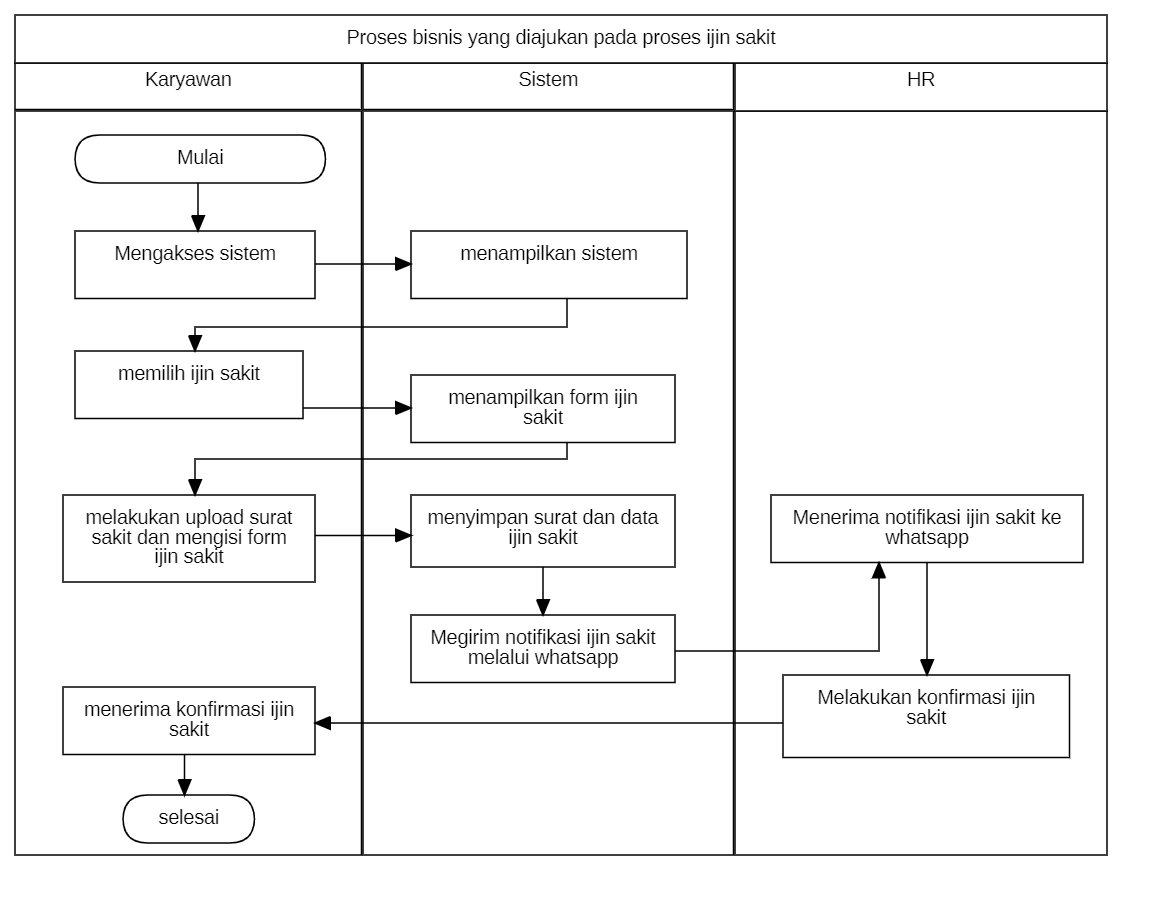 Proses bisnis yang diajukan pada proses ijin sakit
Karyawan
Sistem
HR
Mulai
Mengakses sistem
menampilkan sistem
memilih ijin sakit
menampilkan form ijin
sakit
melakukan upload surat
sakit dan mengisi form
ijin sakit
menyimpan surat dan data
ijin sakit
Megirim notifikasi ijin sakit
melalui whatsapp
Menerima notifikasi ijin sakit ke
whatsapp
Melakukan konfirmasi ijin
sakit
menerima konfirmasi ijin
sakit
selesai